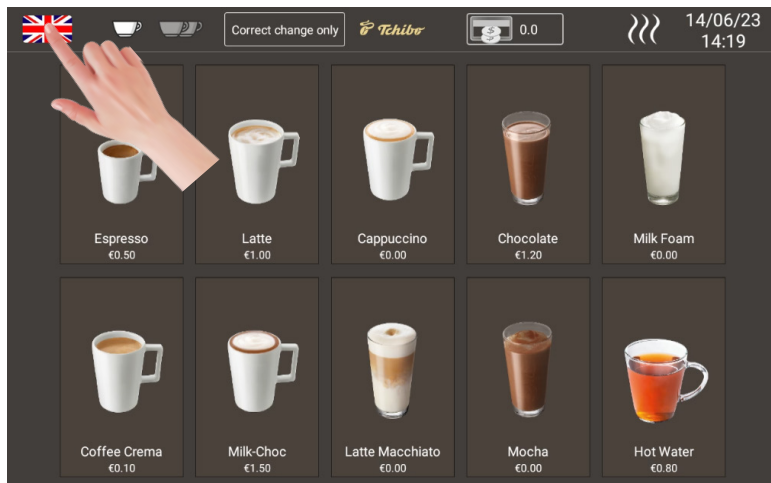 Correct change only
Tchibo
0.0
14/06/23
14:19
Espresso
€0.50
Latte
€1.00
Cappuccino
€0.00
Chocolate
€1.20
Milk Foam
€0.00
Coffee Crema
€0.10
Milk-Choc
€1.50
Latte Macchiato
€0.00
Mocha
€0.00
Hot Water
€0.80